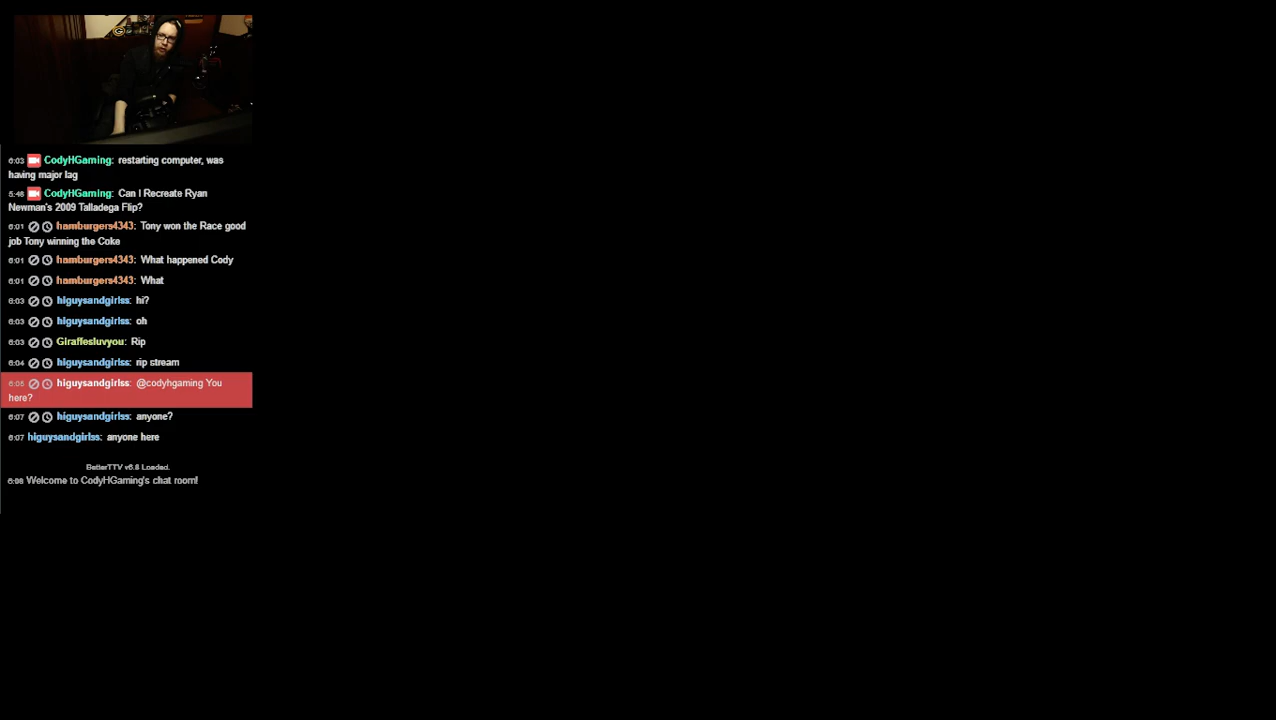 6:03 CodyHGaming: restarting computer, was
having major lag
5:46 CodyHGaming: Can I Recreate Ryan
Newman's 2009 Talladega Flip?
6:01 hamburgers4343: Tony won the Race good
job Tony winning the Coke
6:01 hamburgers4343: What happened Cody
6:01 hamburgers4343: What
6:03 higuysandgirlss: hi?
6:03 higuysandgirlss: oh
6:03 Giraffesluvyou: Rip
6:04 higuysandgirlss: rip stream
6:05 higuysandgirlss: @codyhgaming You
here?
6:07 higuysandgirlss: anyone?
6:07 higuysandgirlss: anyone here
BetterTTV v6.8 Loaded.
Welcome to CodyHGaming's chat room!